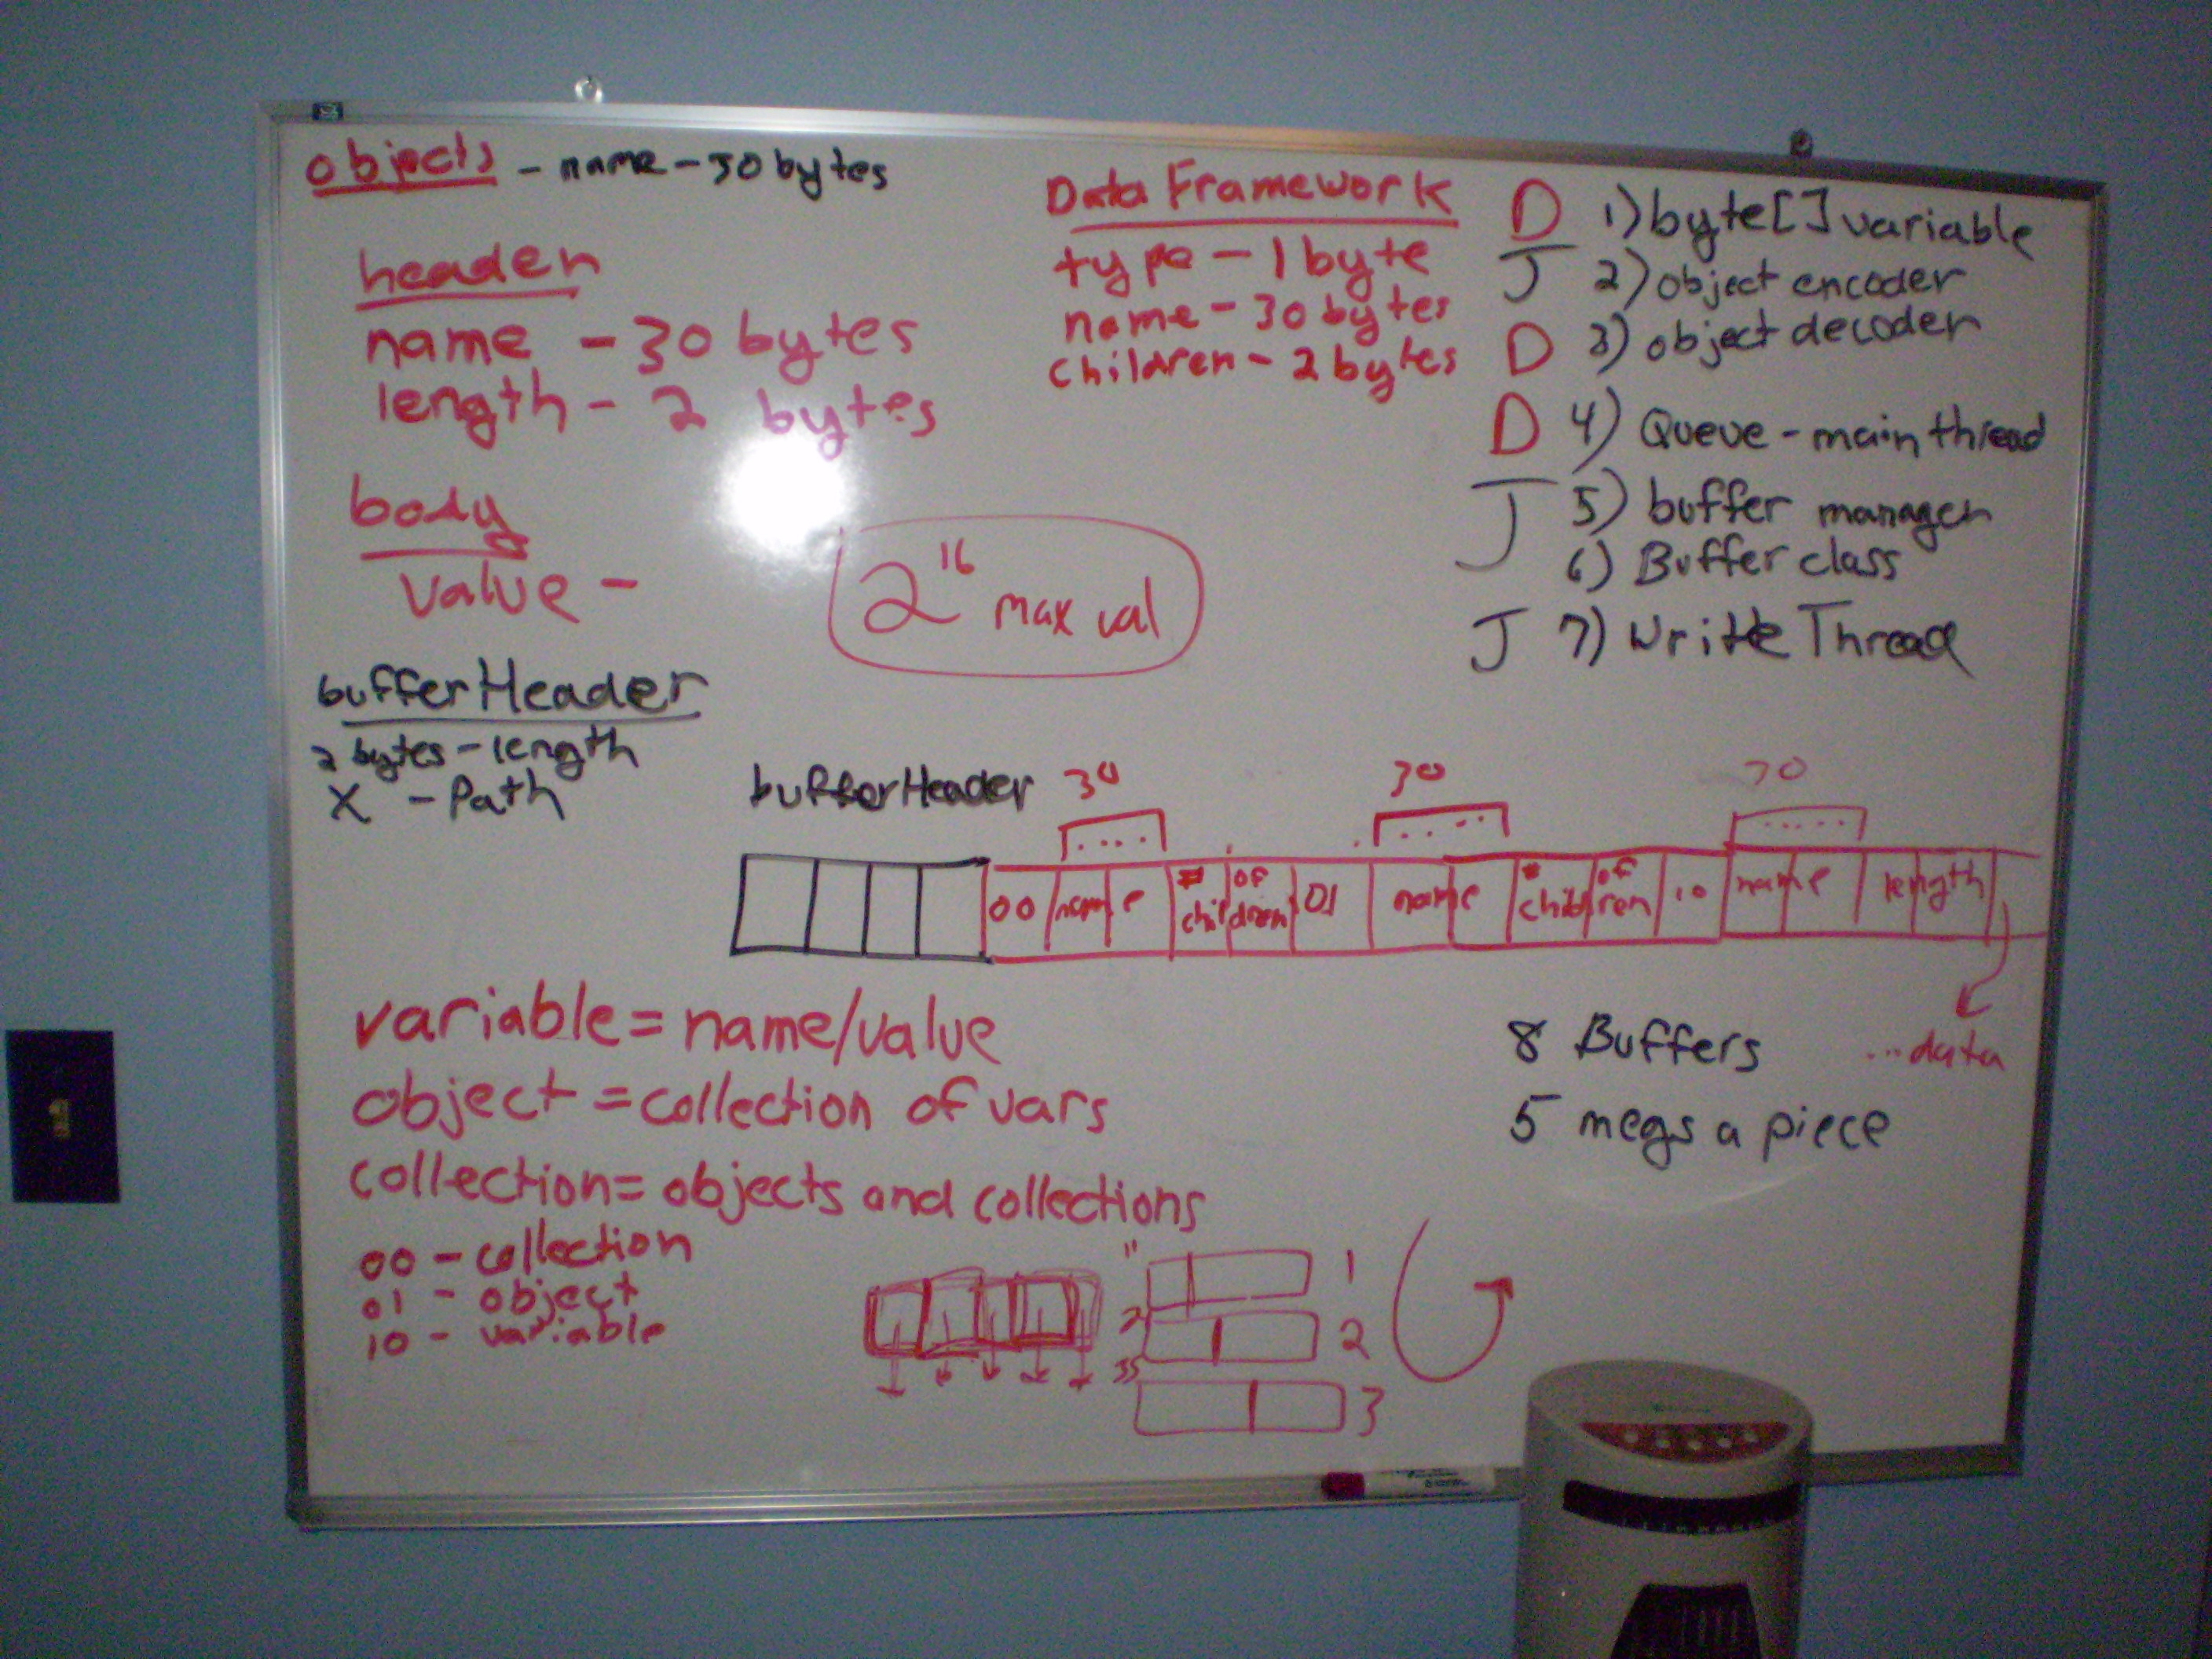 objects - name - 30 bytes
header
name - 30 bytes
length - 2 bytes
body
value -
2^16 max val
Data Framework
type - 1 byte
name - 30 bytes
children - 2 bytes
D 1) byte[] variable
J 2) object encoder
D 3) object decoder
D 4) Queue - main thread
J 5) buffer manager
6) Buffer class
J 7) Write Thread
bufferHeader
2 bytes - length
X - Path
bufferHeader 30 30 30
00 name # of children 01 name # of children 10 name length
...data
variable = name/value
object = collection of vars
collection = objects and collections
00 - collection
01 - object
10 - variable
8 Buffers
5 megs a piece
1
2 2
3